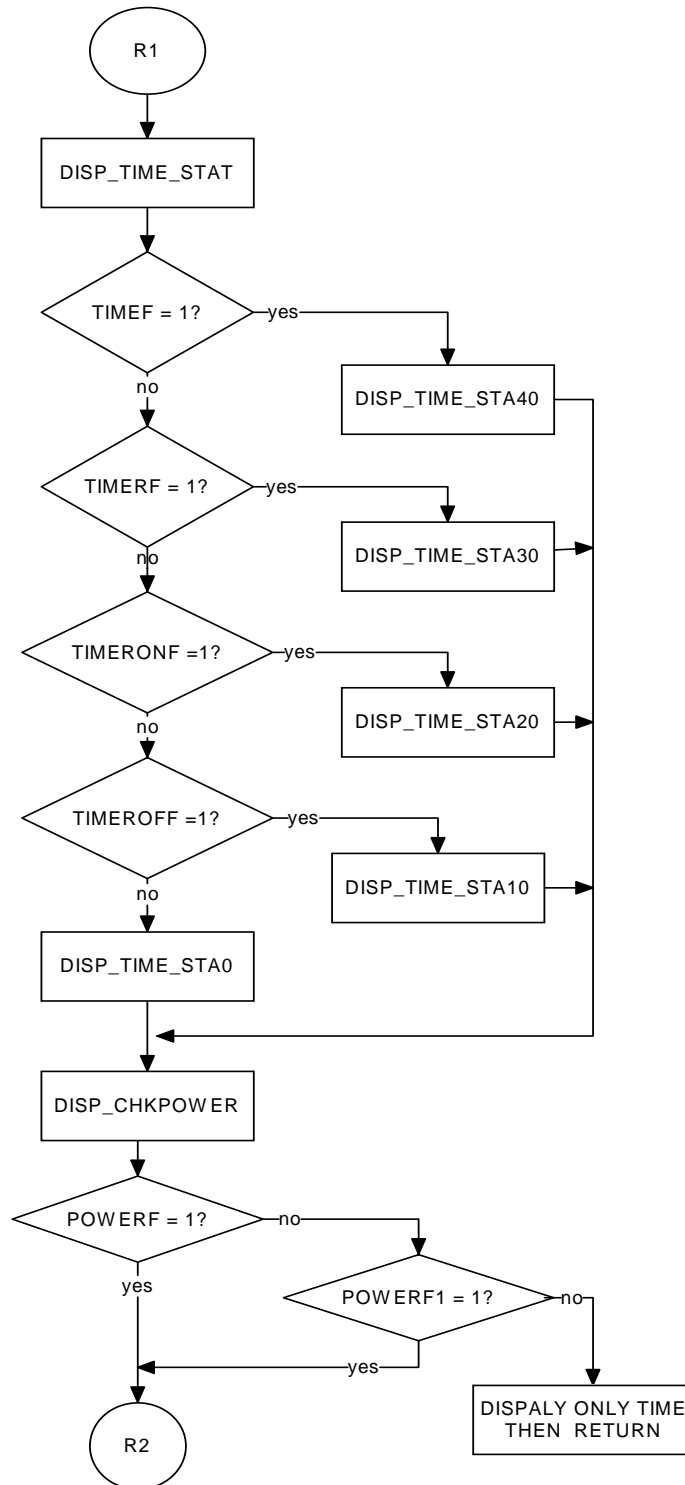 R1
DISP_TIME_STAT
TIMEF = 1?
yes
no
DISP_TIME_STA40
TIMERF = 1?
yes
no
DISP_TIME_STA30
TIMERONF =1?
yes
no
DISP_TIME_STA20
TIMEROFF =1?
yes
no
DISP_TIME_STA10
DISP_TIME_STA0
DISP_CHKPOWER
POWERF = 1?
no
yes
POWERF1 = 1?
no
yes
DISPALY ONLY TIME
THEN RETURN
R2